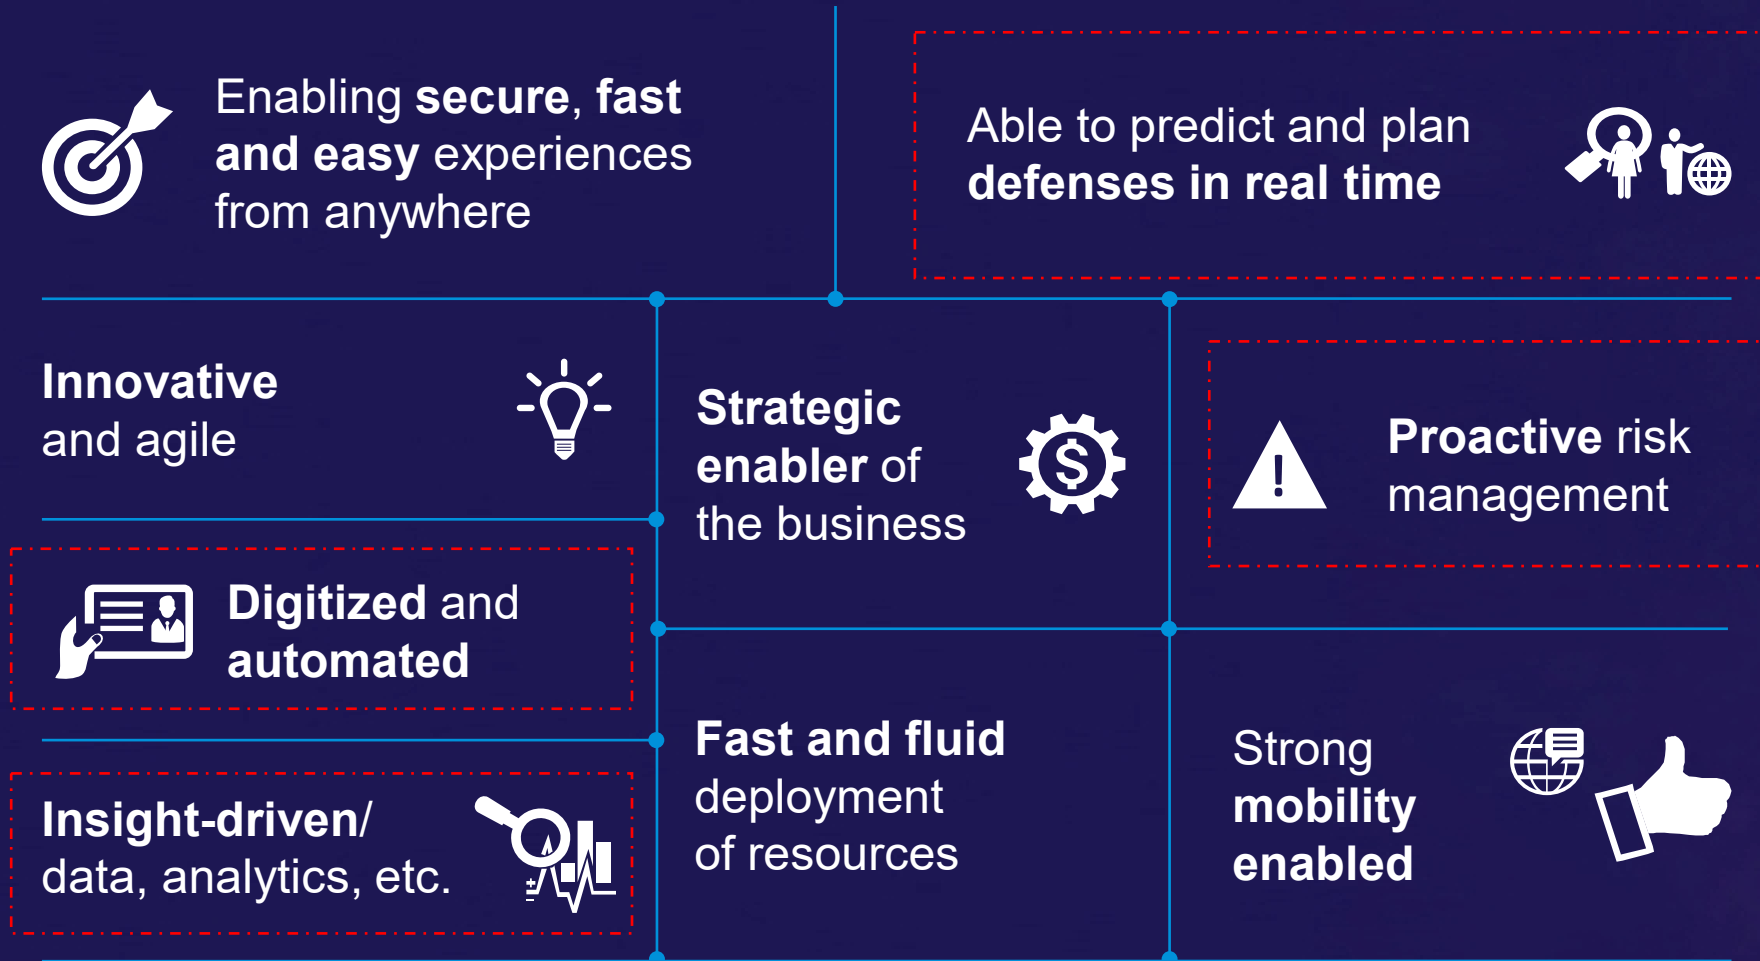 Enabling secure, fast
and easy experiences
from anywhere
Able to predict and plan
defenses in real time
Innovative
and agile
Strategic
enabler of
the business
$
!
Proactive risk
management
Digitized and
automated
Insight-driven/
data, analytics, etc.
Fast and fluid
deployment
of resources
Strong
mobility
enabled